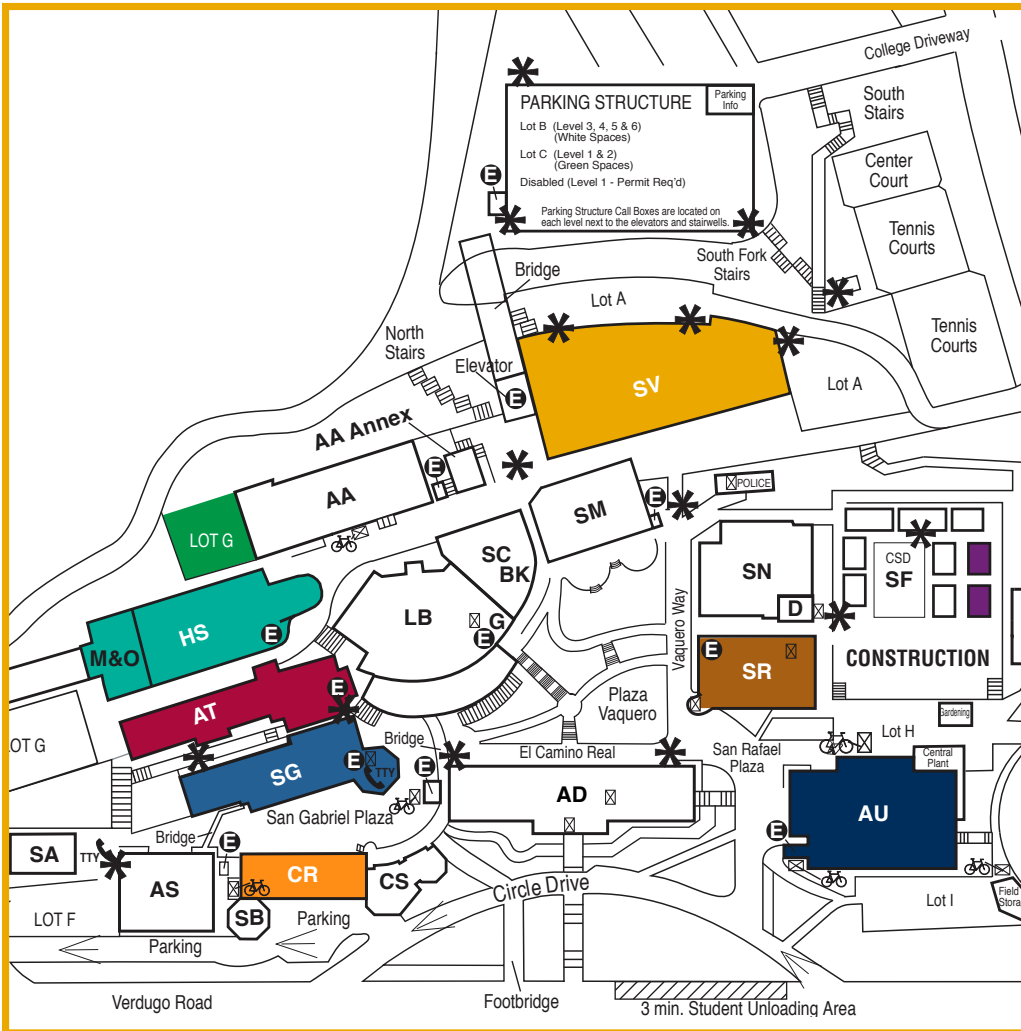 College Driveway
PARKING STRUCTURE
Parking
Info
Lot B (Level 3, 4, 5 & 6)
(White Spaces)
Lot C (Level 1 & 2)
(Green Spaces)
Disabled (Level 1 - Permit Req'd)
Parking Structure Call Boxes are located on
each level next to the elevators and stairwells.
E
South
Stairs
Center
Court
Tennis
Courts
South Fork
Stairs
Bridge
Lot A
Tennis
Courts
North
Stairs
Elevator
E
SV
Lot A
AA Annex
E
AA
LOT G
SM
E
POLICE
SC
BK
CSD
SF
SN
D
LB
G
E
HS
E
M&O
Vaquero Way
E
SR
CONSTRUCTION
AT
E
Plaza
Vaquero
Gardening
LOT G
Bridge
El Camino Real
San Rafael
Plaza
Lot H
Central
Plant
SG
E
TTY
E
AD
San Gabriel Plaza
AU
E
Bridge
E
SA
TTY
AS
CR
CS
SB
Circle Drive
LOT F
Parking
Parking
Lot I
Field
Stora
Verdugo Road
Footbridge
3 min. Student Unloading Area